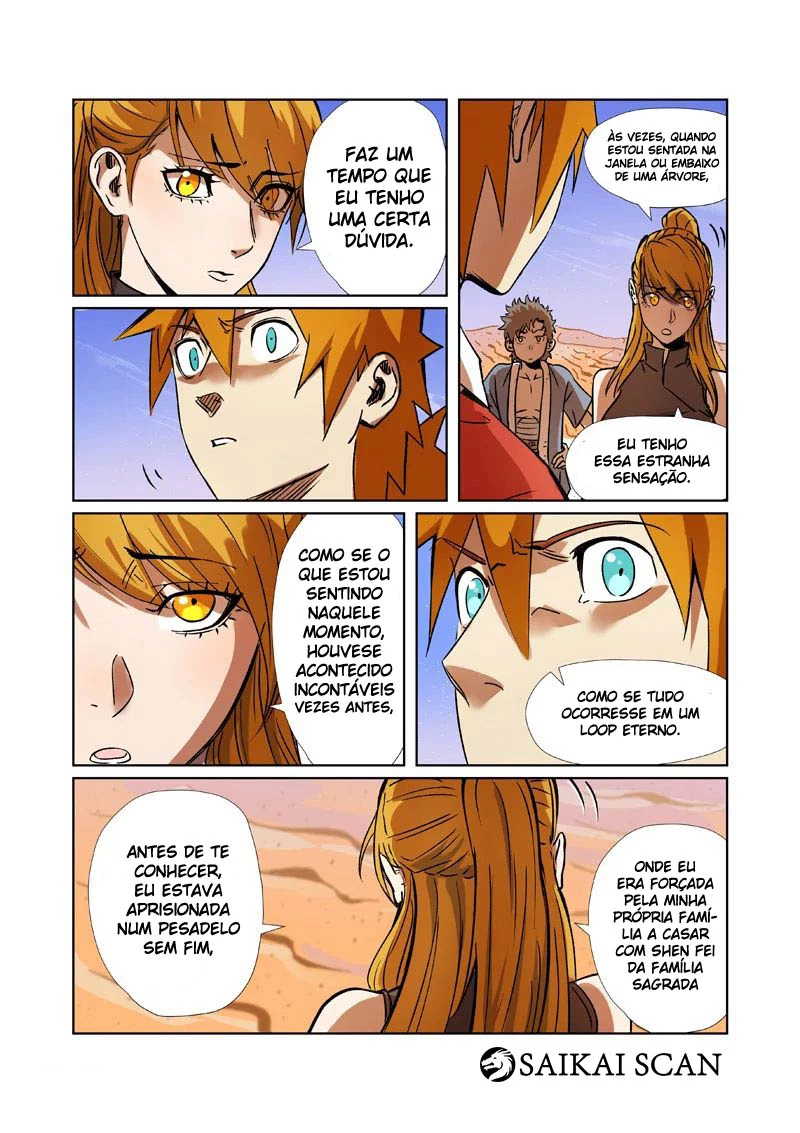 FAZ UM
TEMPO QUE
EU TENHO
UMA CERTA
DÚVIDA.
ÀS VEZES, QUANDO
ESTOU SENTADA NA
JANELA OU EMBAIXO
DE UMA ÁRVORE,
EU TENHO
ESSA ESTRANHA
SENSAÇÃO.
COMO SE O
QUE ESTOU
SENTINDO
NAQUELE
MOMENTO,
HOUVESE
ACONTECIDO
INCONTÁVEIS
VEZES ANTES,
COMO SE TUDO
OCORRESSE EM UM
LOOP ETERNO.
ANTES DE TE
CONHECER,
EU ESTAVA
APRISIONADA
NUM PESADELO
SEM FIM,
ONDE EU
ERA FORÇADA
PELA MINHA
PRÓPRIA FAMÍ-
LIA A CASAR
COM SHEN FEI
DA FAMÍLIA
SAGRADA
SAIKAI SCAN